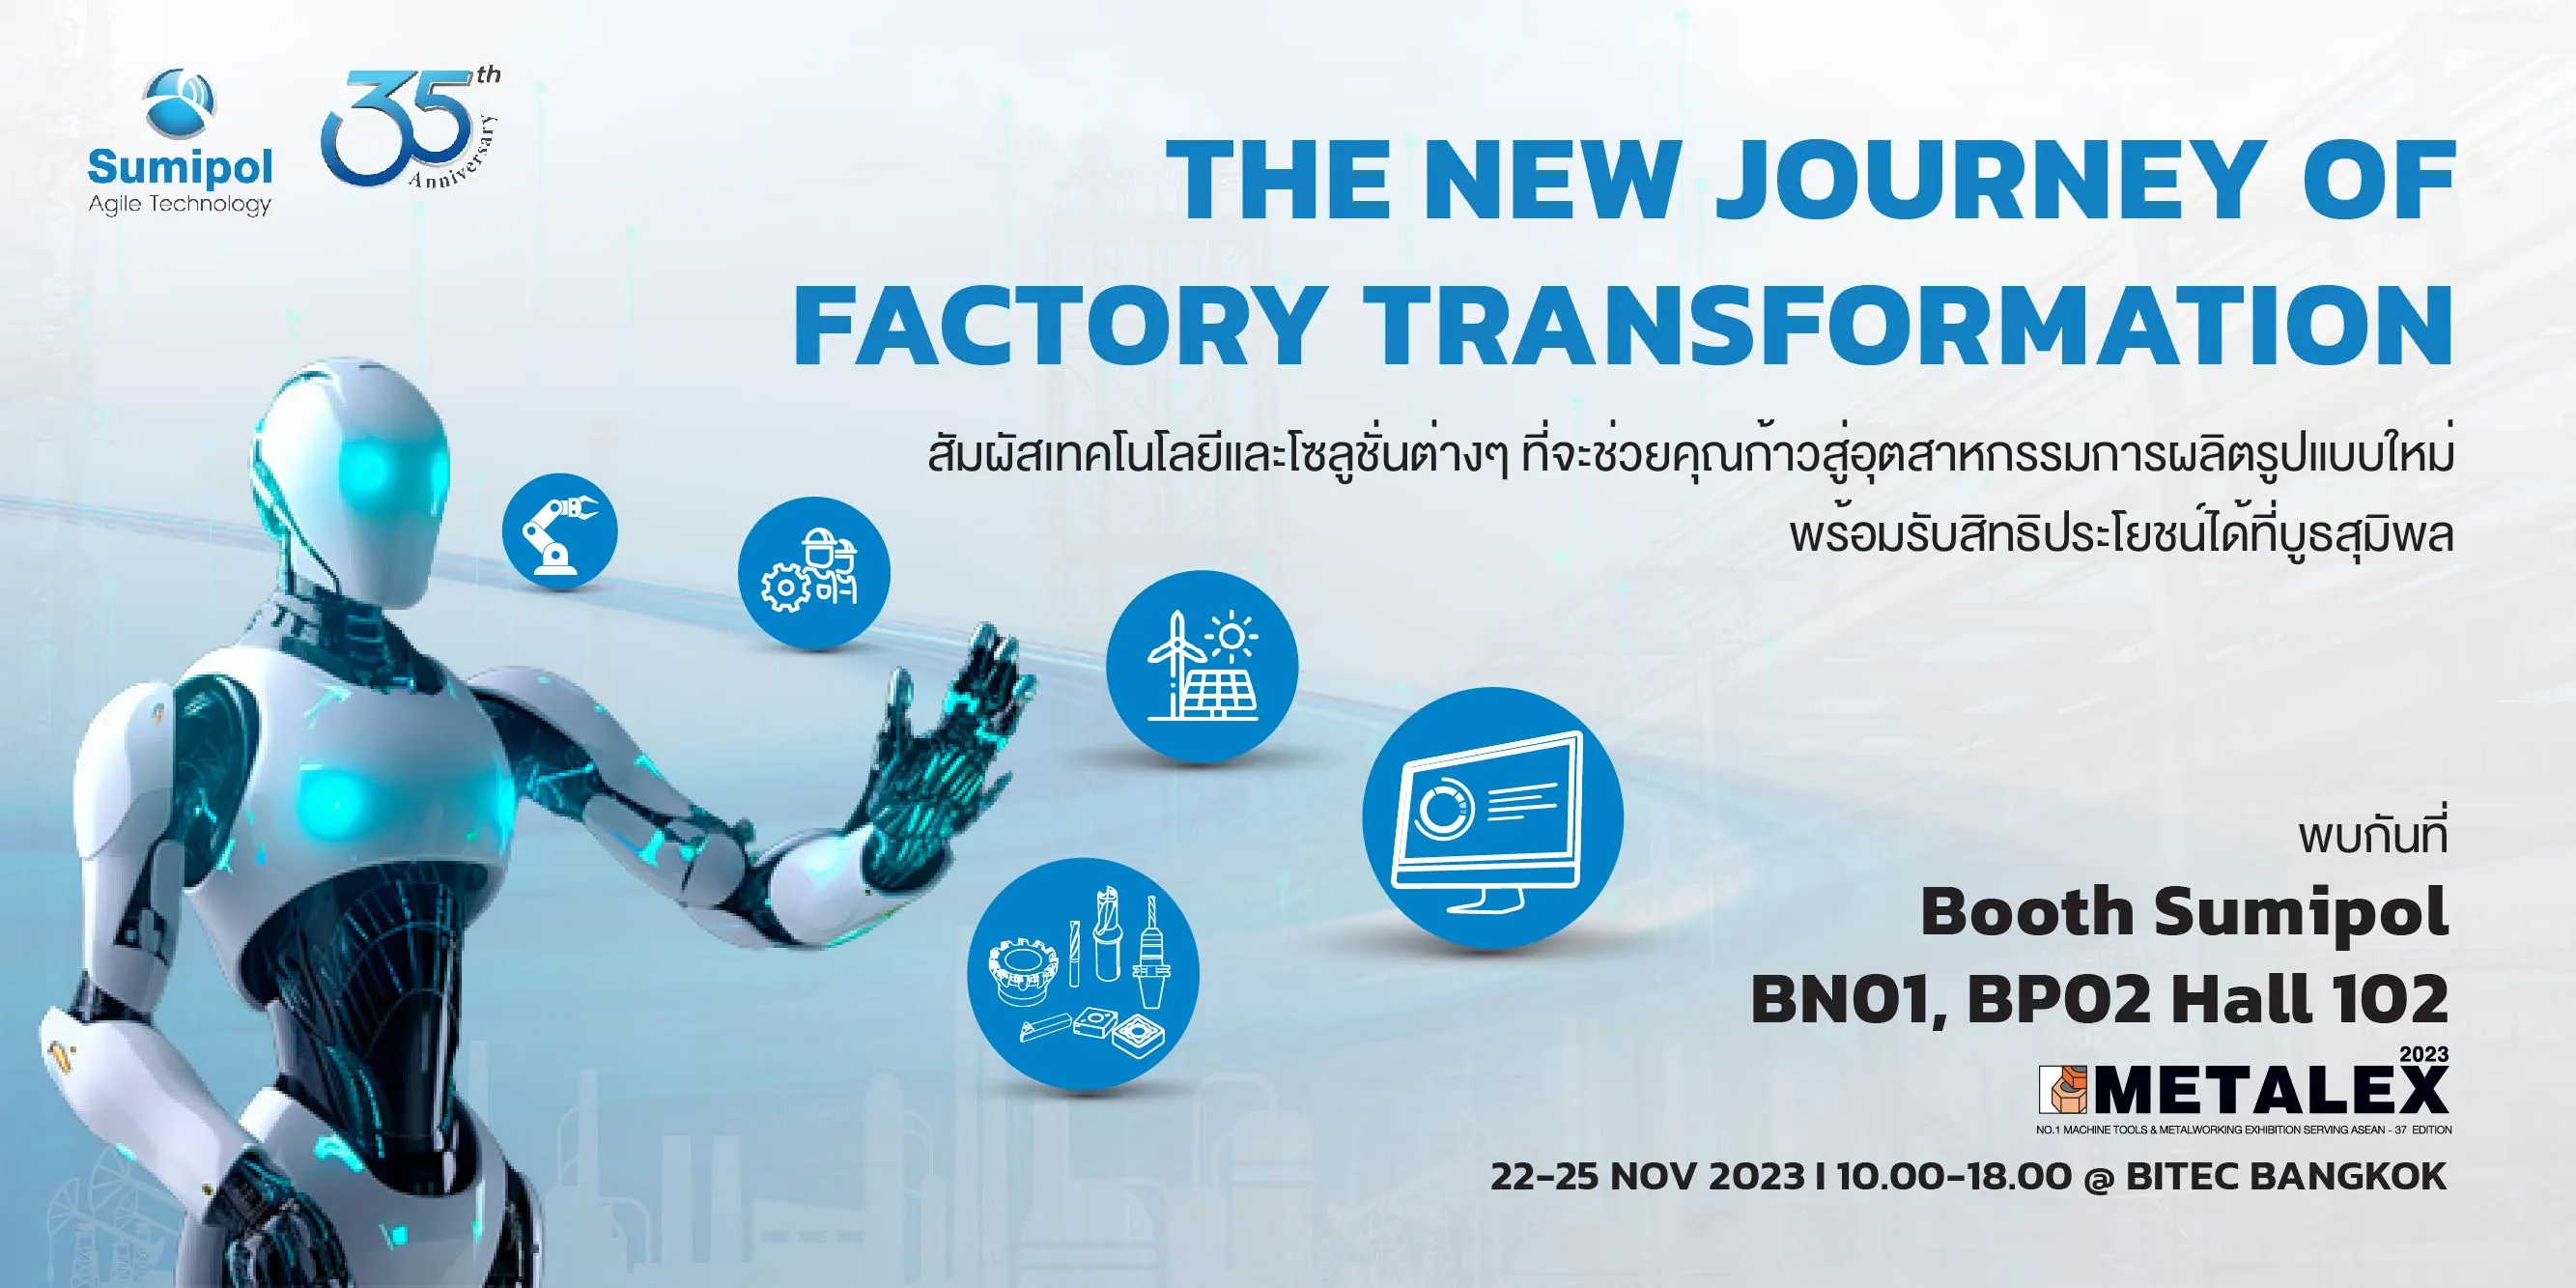 Sumipol
Agile Technology
35th
Anniversary
THE NEW JOURNEY OF
FACTORY TRANSFORMATION
สัมผัสเทคโนโลยีและโซลูชั่นต่างๆ ที่จะช่วยคุณก้าวสู่อุตสาหกรรมการผลิตรูปแบบใหม่
พร้อมรับสิทธิประโยชน์ได้ที่บูธสุมิพล
พบกันที่
Booth Sumipol
BN01, BP02 Hall 102
2023
METALEX
NO.1 MACHINE TOOLS & METALWORKING EXHIBITION SERVING ASEAN - 37 EDITION
22-25 NOV 2023 I 10.00-18.00 @ BITEC BANGKOK